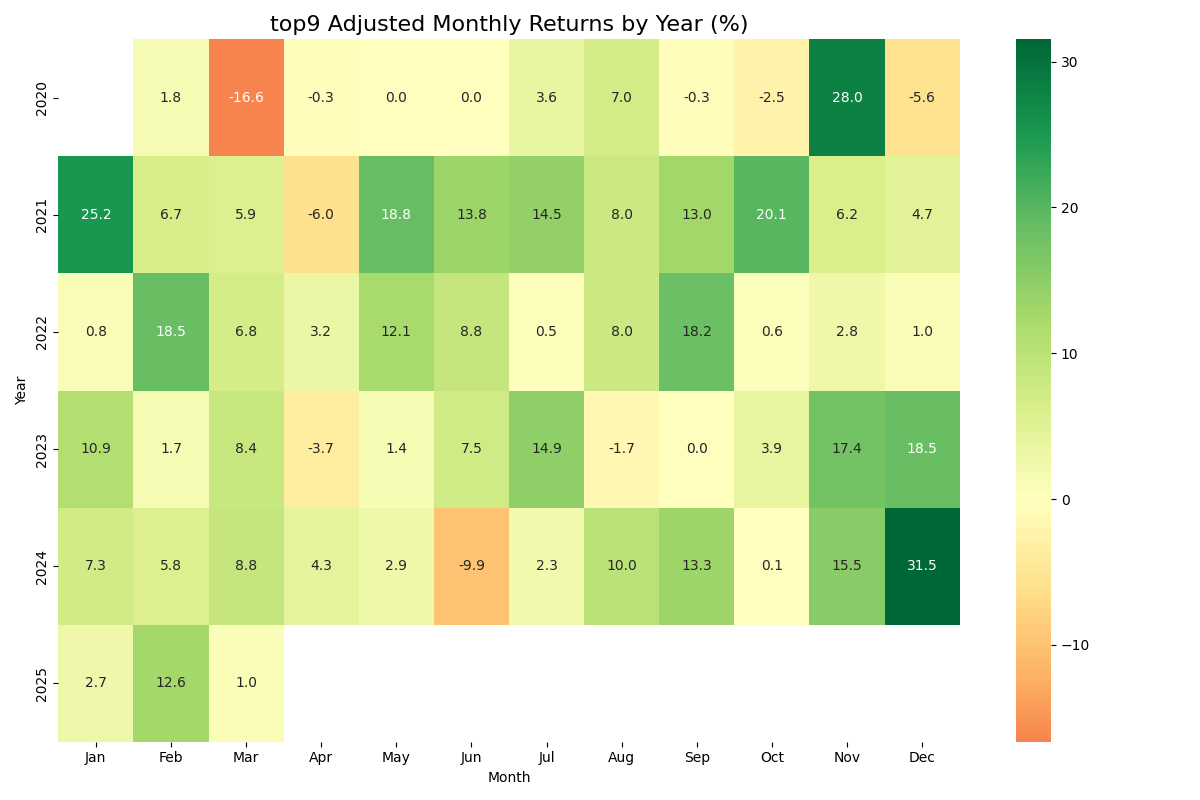 top9 Adjusted Monthly Returns by Year (%)
2020 1.8 -16.6 -0.3 0.0 0.0 3.6 7.0 -0.3 -2.5 28.0 -5.6
2021 25.2 6.7 5.9 -6.0 18.8 13.8 14.5 8.0 13.0 20.1 6.2 4.7
2022 0.8 18.5 6.8 3.2 12.1 8.8 0.5 8.0 18.2 0.6 2.8 1.0
Year
2023 10.9 1.7 8.4 -3.7 1.4 7.5 14.9 -1.7 0.0 3.9 17.4 18.5
2024 7.3 5.8 8.8 4.3 2.9 -9.9 2.3 10.0 13.3 0.1 15.5 31.5
2025 2.7 12.6 1.0
Jan Feb Mar Apr May Jun Jul Aug Sep Oct Nov Dec
Month
30
20
10
0
−10